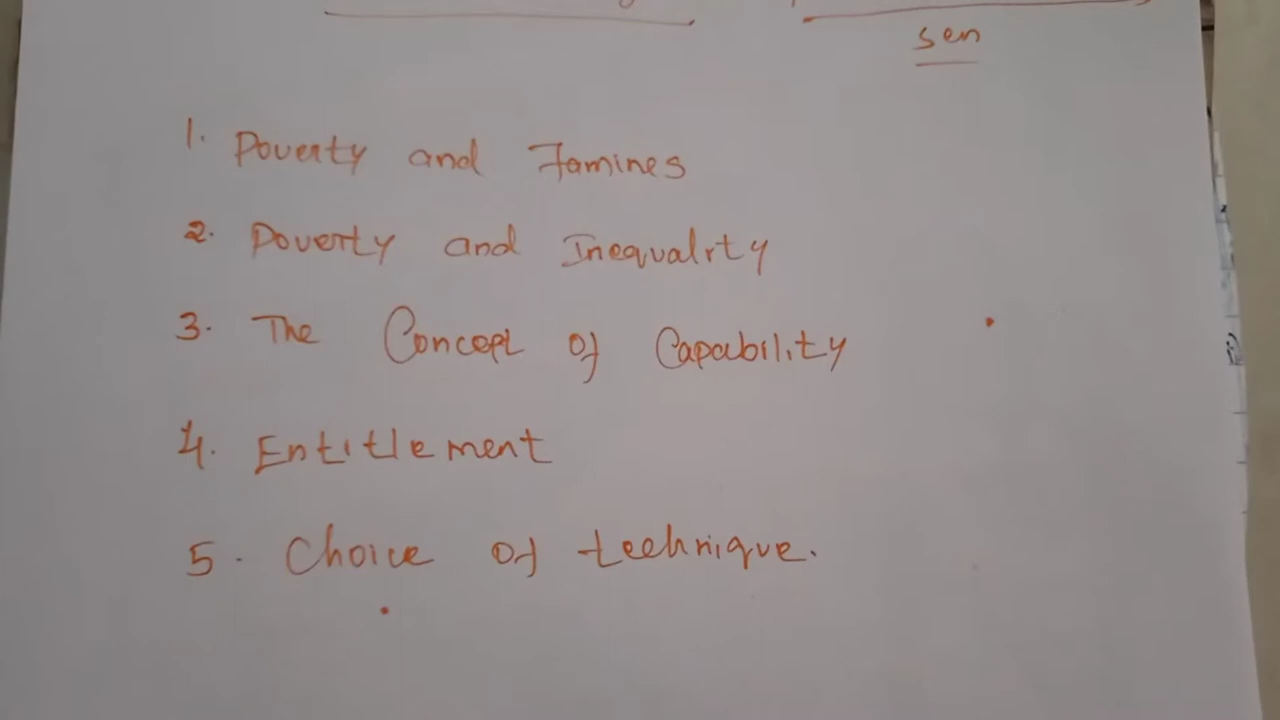 sen
1. Poverty and Famines
2. Poverty and Inequality
3. The Concept of Capability
4. Entitlement
5. Choice of technique.